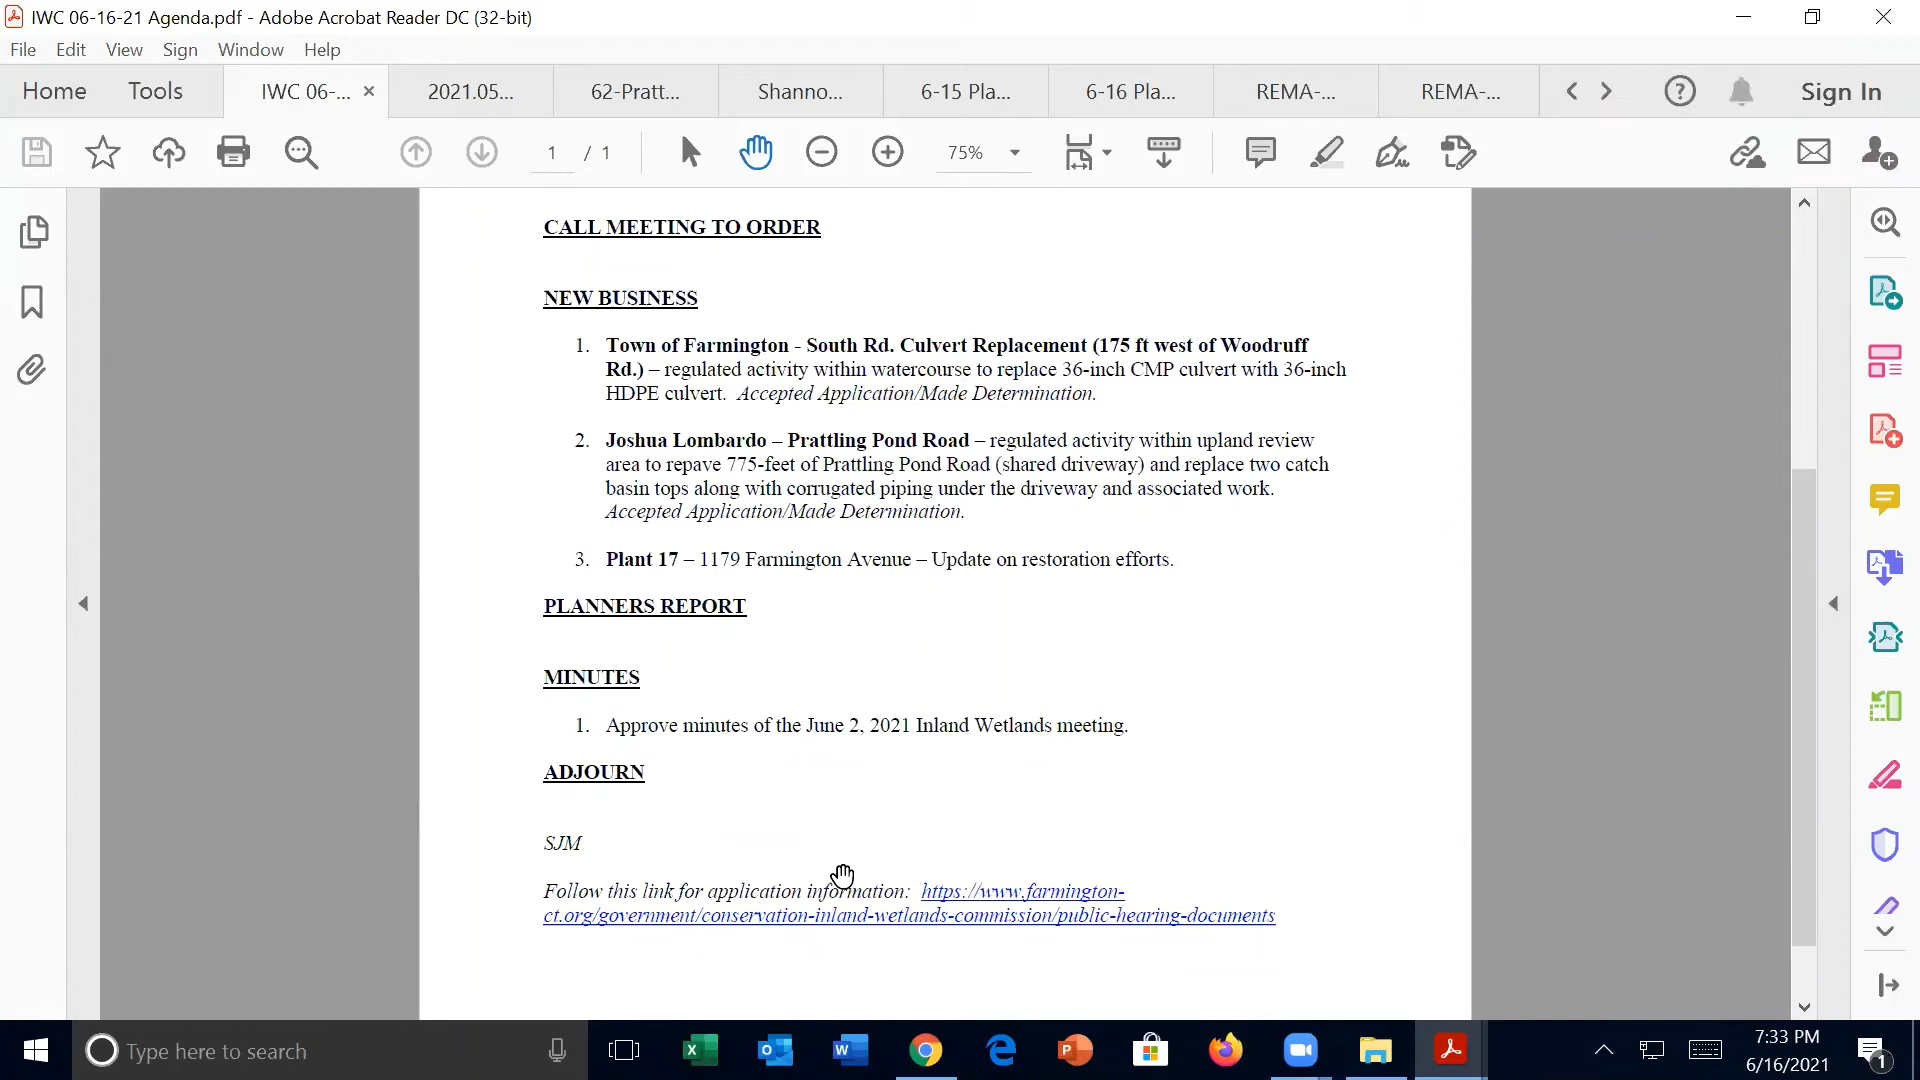 IWC 06-16-21 Agenda.pdf - Adobe Acrobat Reader DC (32-bit)
File Edit View Sign Window Help
Home Tools IWC 06-... 2021.05... 62-Pratt... Shanno... 6-15 Pla... 6-16 Pla... REMA-... REMA-... Sign In
1 / 1 75%
CALL MEETING TO ORDER
NEW BUSINESS
1. Town of Farmington - South Rd. Culvert Replacement (175 ft west of Woodruff
Rd.) – regulated activity within watercourse to replace 36-inch CMP culvert with 36-inch
HDPE culvert. Accepted Application/Made Determination.
2. Joshua Lombardo – Prattling Pond Road – regulated activity within upland review
area to repave 775-feet of Prattling Pond Road (shared driveway) and replace two catch
basin tops along with corrugated piping under the driveway and associated work.
Accepted Application/Made Determination.
3. Plant 17 – 1179 Farmington Avenue – Update on restoration efforts.
PLANNERS REPORT
MINUTES
1. Approve minutes of the June 2, 2021 Inland Wetlands meeting.
ADJOURN
SJM
Follow this link for application information: https://www.farmington-
ct.org/government/conservation-inland-wetlands-commission/public-hearing-documents
Type here to search
7:33 PM
6/16/2021
1